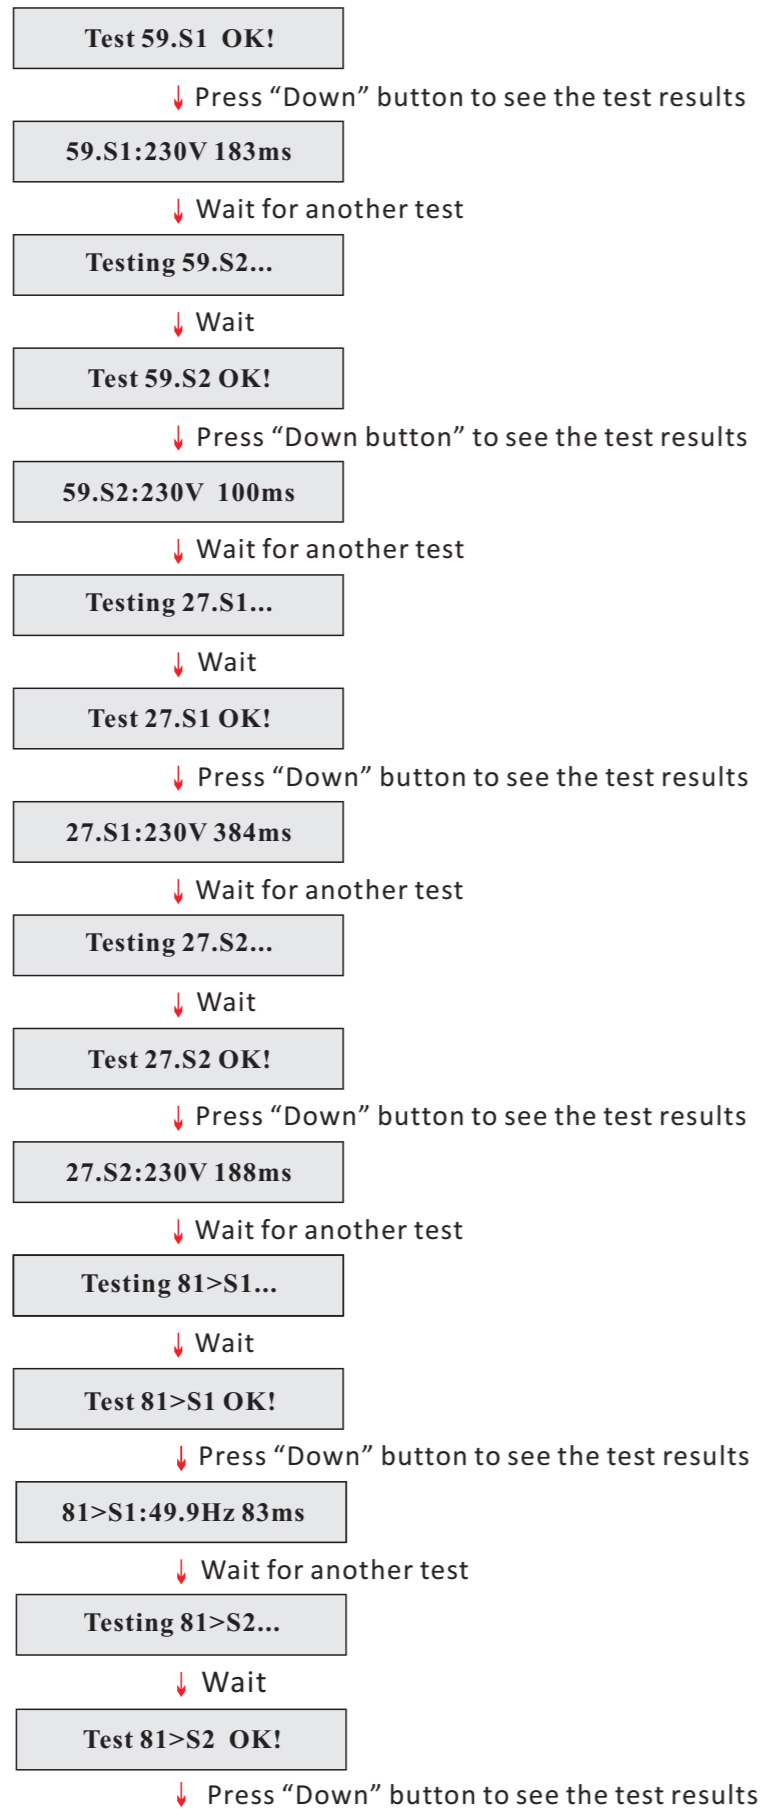 Test 59.S1  OK!
Press “Down” button to see the test results
59.S1:230V 183ms
Wait for another test
Testing 59.S2...
Wait
Test 59.S2 OK!
Press “Down button” to see the test results
59.S2:230V  100ms
Wait for another test
Testing 27.S1...
Wait
Test 27.S1 OK!
Press “Down” button to see the test results
27.S1:230V 384ms
Wait for another test
Testing 27.S2...
Wait
Test 27.S2 OK!
Press “Down” button to see the test results
27.S2:230V 188ms
Wait for another test
Testing 81>S1...
Wait
Test 81>S1 OK!
Press “Down” button to see the test results
81>S1:49.9Hz 83ms
Wait for another test
Testing 81>S2...
Wait
Test 81>S2  OK!
Press “Down” button to see the test results